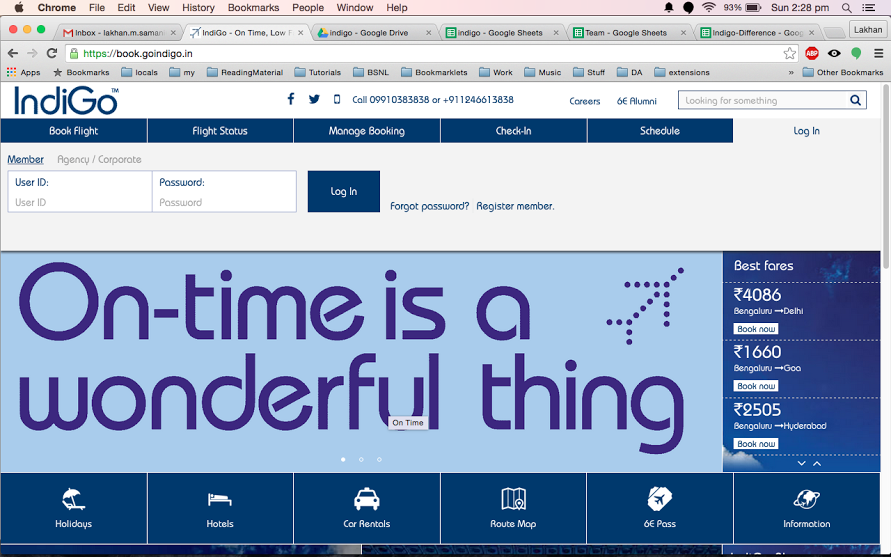 Chrome File Edit View History Bookmarks People Window Help 93% Sun 2:28 pm
Inbox - lakhan.m.saman
IndiGo - On Time, Low F
indigo - Google Drive
indigo - Google Sheets
Team - Google Sheets
Indigo-Difference - Goog
Lakhan
https://book.goindigo.in
ABP
Apps Bookmarks locals my ReadingMaterial Tutorials BSNL Bookmarklets Work Music Stuff DA extensions » Other Bookmarks
IndiGo™
Call 09910383838 or +911246613838
Careers 6E Alumni
Looking for something
Book Flight Flight Status Manage Booking Check-In Schedule Log In
Member Agency / Corporate
User ID: Password:
User ID Password
Log In
Forgot password? Register member.
On-time is a
wonderful thing
On Time
Best fares
₹4086
Bengaluru →Delhi
Book now
₹1660
Bengaluru →Goa
Book now
₹2505
Bengaluru →Hyderabad
Book now
Holidays Hotels Car Rentals Route Map 6E Pass Information